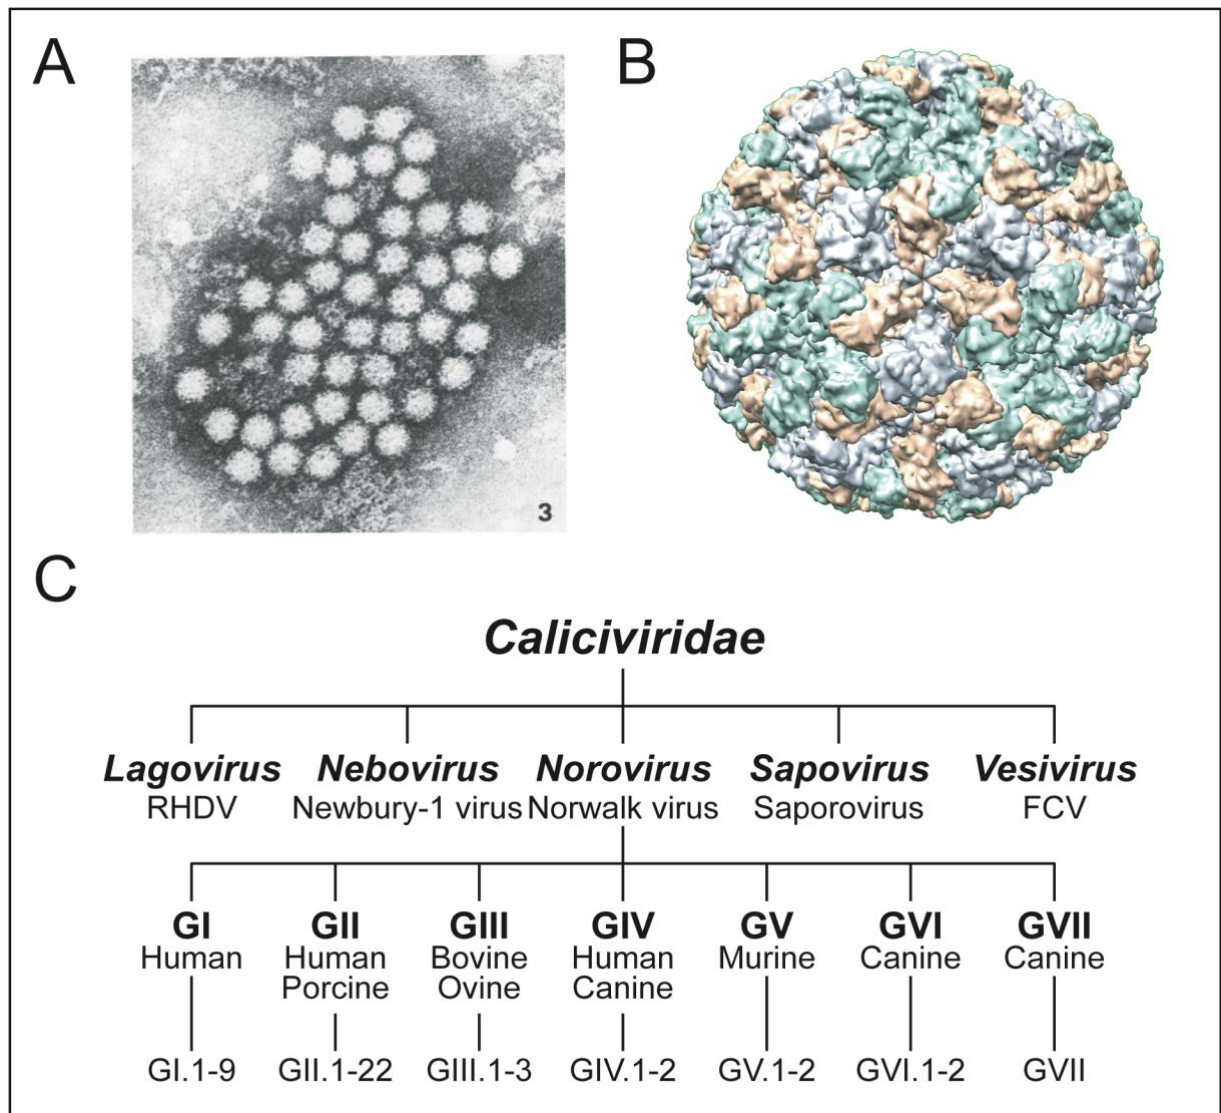 A
B
3
C
Caliciviridae
Lagovirus Nebovirus Norovirus Sapovirus Vesivirus
RHDV Newbury-1 virus Norwalk virus Saporovirus FCV
GI GII GIII GIV GV GVI GVII
Human Human Bovine Human Murine Canine Canine
Porcine Ovine Canine
GI.1-9 GII.1-22 GIII.1-3 GIV.1-2 GV.1-2 GVI.1-2 GVII